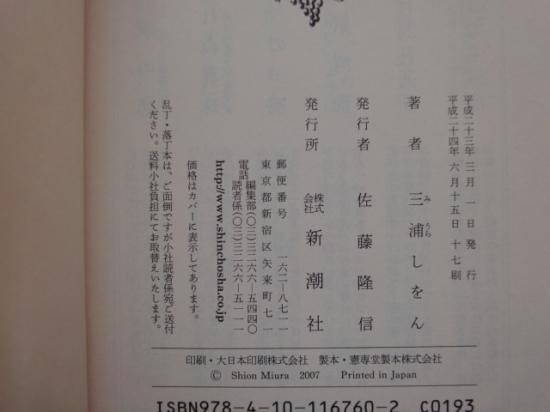 平成二十三年三月一日発行
平成二十四年六月十五日十七刷
著者 三浦しをん
みうら
発行者 佐藤隆信
発行所 株式会社 新潮社
郵便番号 一六二―八七一一
東京都新宿区矢来町七一
電話 編集部(〇三)三二六六―五四四〇
読者係(〇三)三二六六―五一一一
http://www.shinchosha.co.jp
価格はカバーに表示してあります。
乱丁・落丁本は、ご面倒ですが小社読者係宛ご送付
ください。送料小社負担にてお取替えいたします。
印刷・大日本印刷株式会社 製本・憲専堂製本株式会社
© Shion Miura 2007 Printed in Japan
ISBN978-4-10-116760-2 C0193